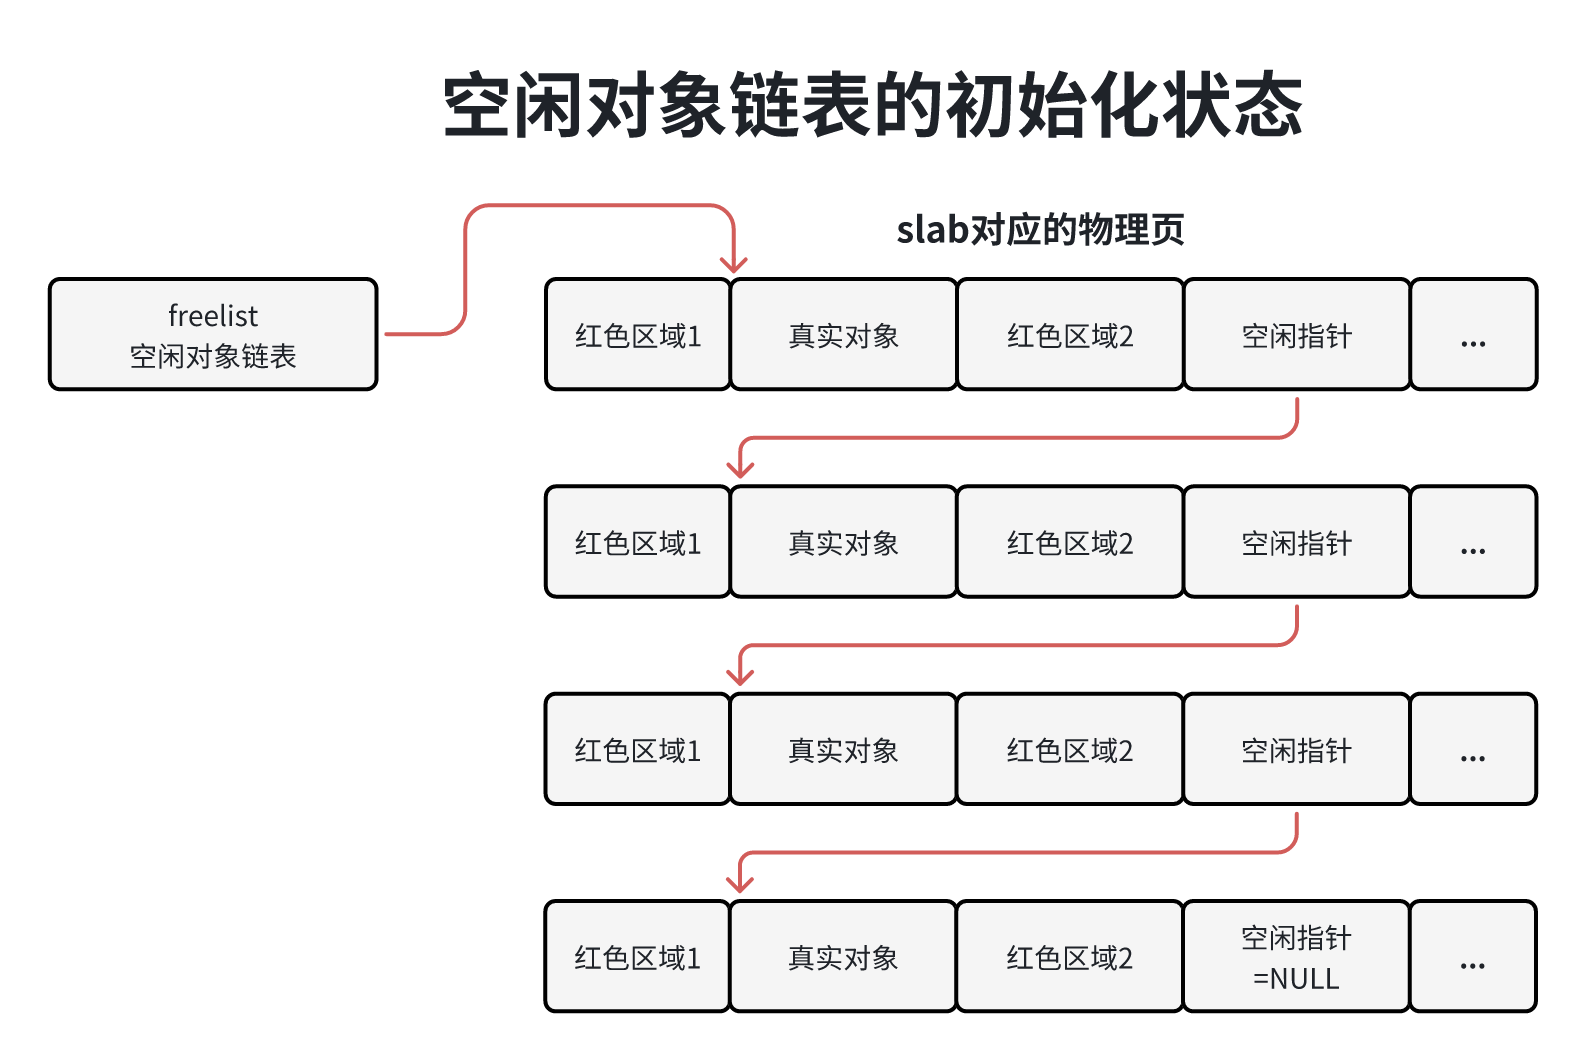 空闲对象链表的初始化状态
slab对应的物理页
freelist
空闲对象链表
红色区域1 真实对象 红色区域2 空闲指针 ...
红色区域1 真实对象 红色区域2 空闲指针 ...
红色区域1 真实对象 红色区域2 空闲指针 ...
红色区域1 真实对象 红色区域2 空闲指针 ...
=NULL